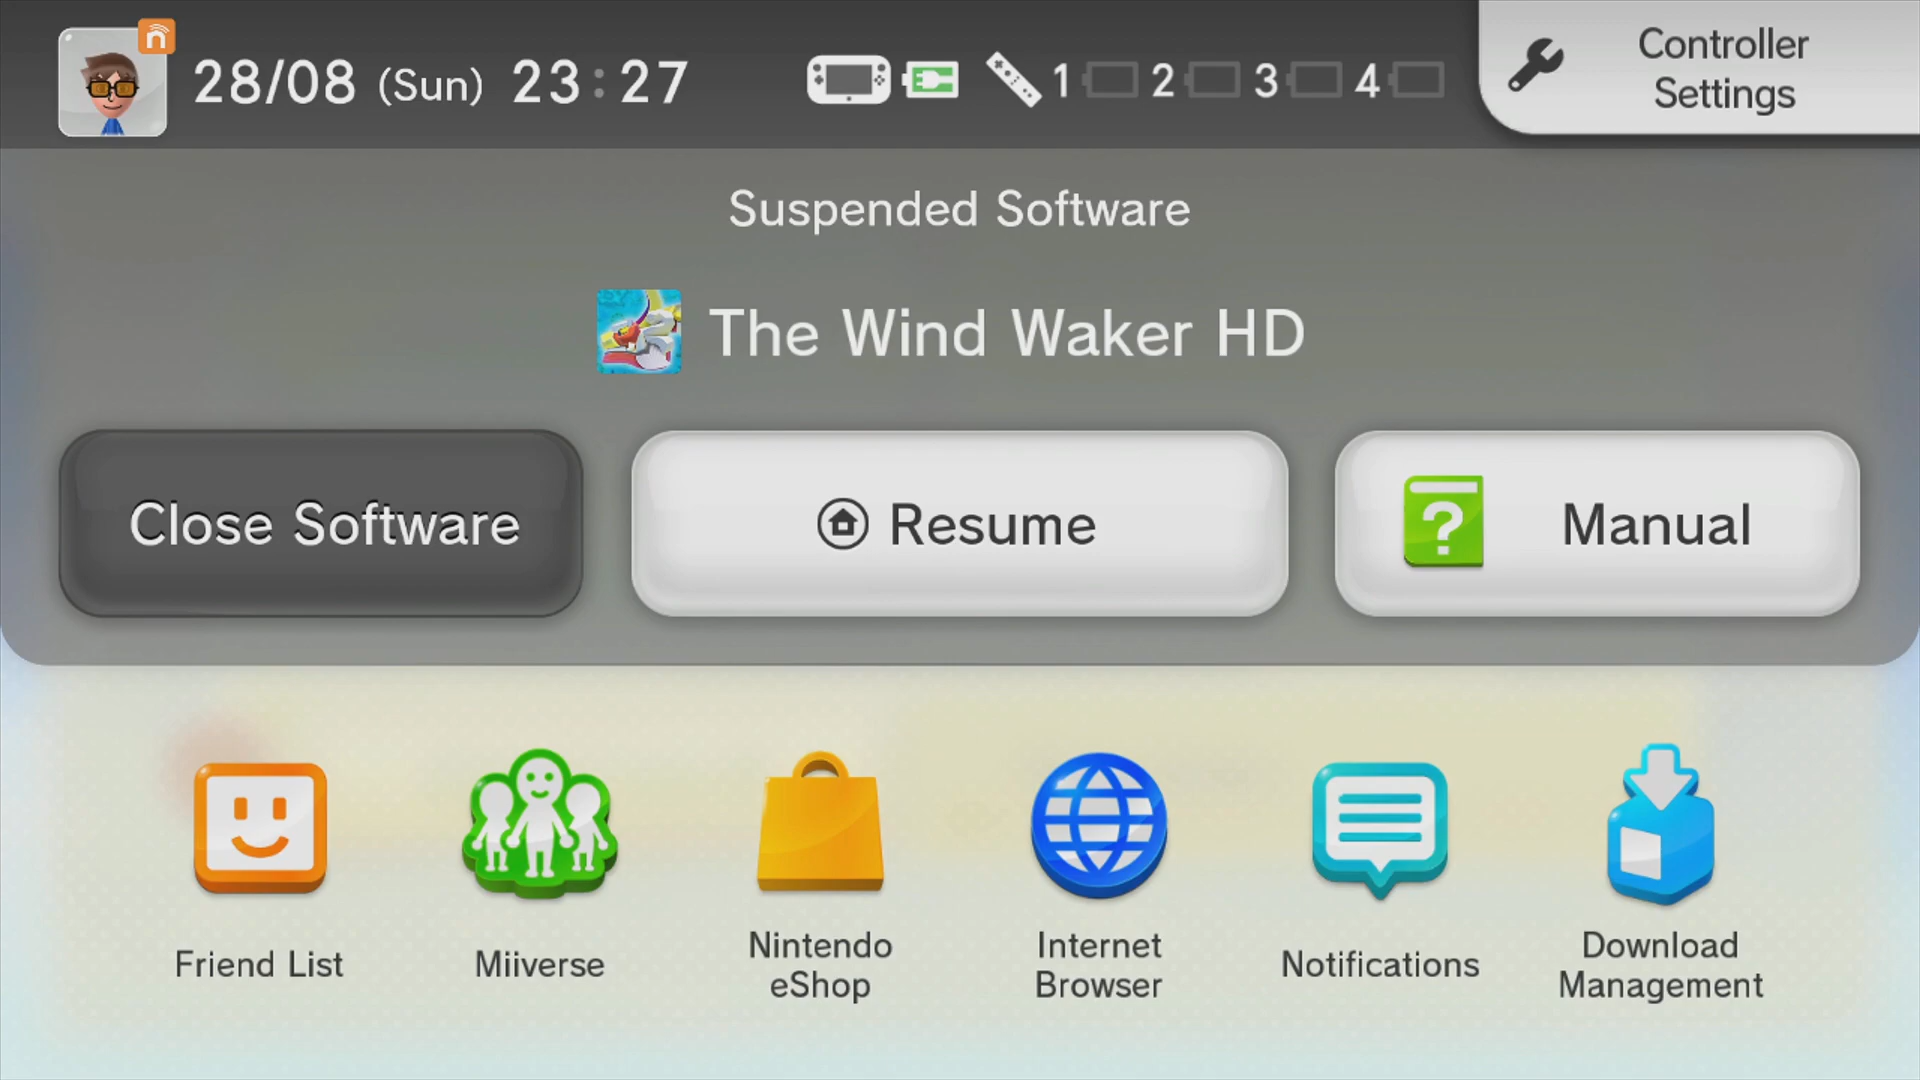 28/08 (Sun) 23:27
1 2 3 4
Controller
Settings
Suspended Software
The Wind Waker HD
Close Software
Resume
? Manual
Friend List
Miiverse
Nintendo
eShop
Internet
Browser
Notifications
Download
Management